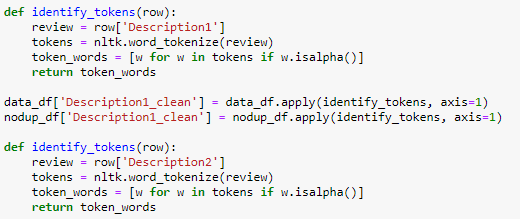 def identify_tokens(row):
    review = row['Description1']
    tokens = nltk.word_tokenize(review)
    token_words = [w for w in tokens if w.isalpha()]
    return token_words

data_df['Description1_clean'] = data_df.apply(identify_tokens, axis=1)
nodup_df['Description1_clean'] = nodup_df.apply(identify_tokens, axis=1)

def identify_tokens(row):
    review = row['Description2']
    tokens = nltk.word_tokenize(review)
    token_words = [w for w in tokens if w.isalpha()]
    return token_words